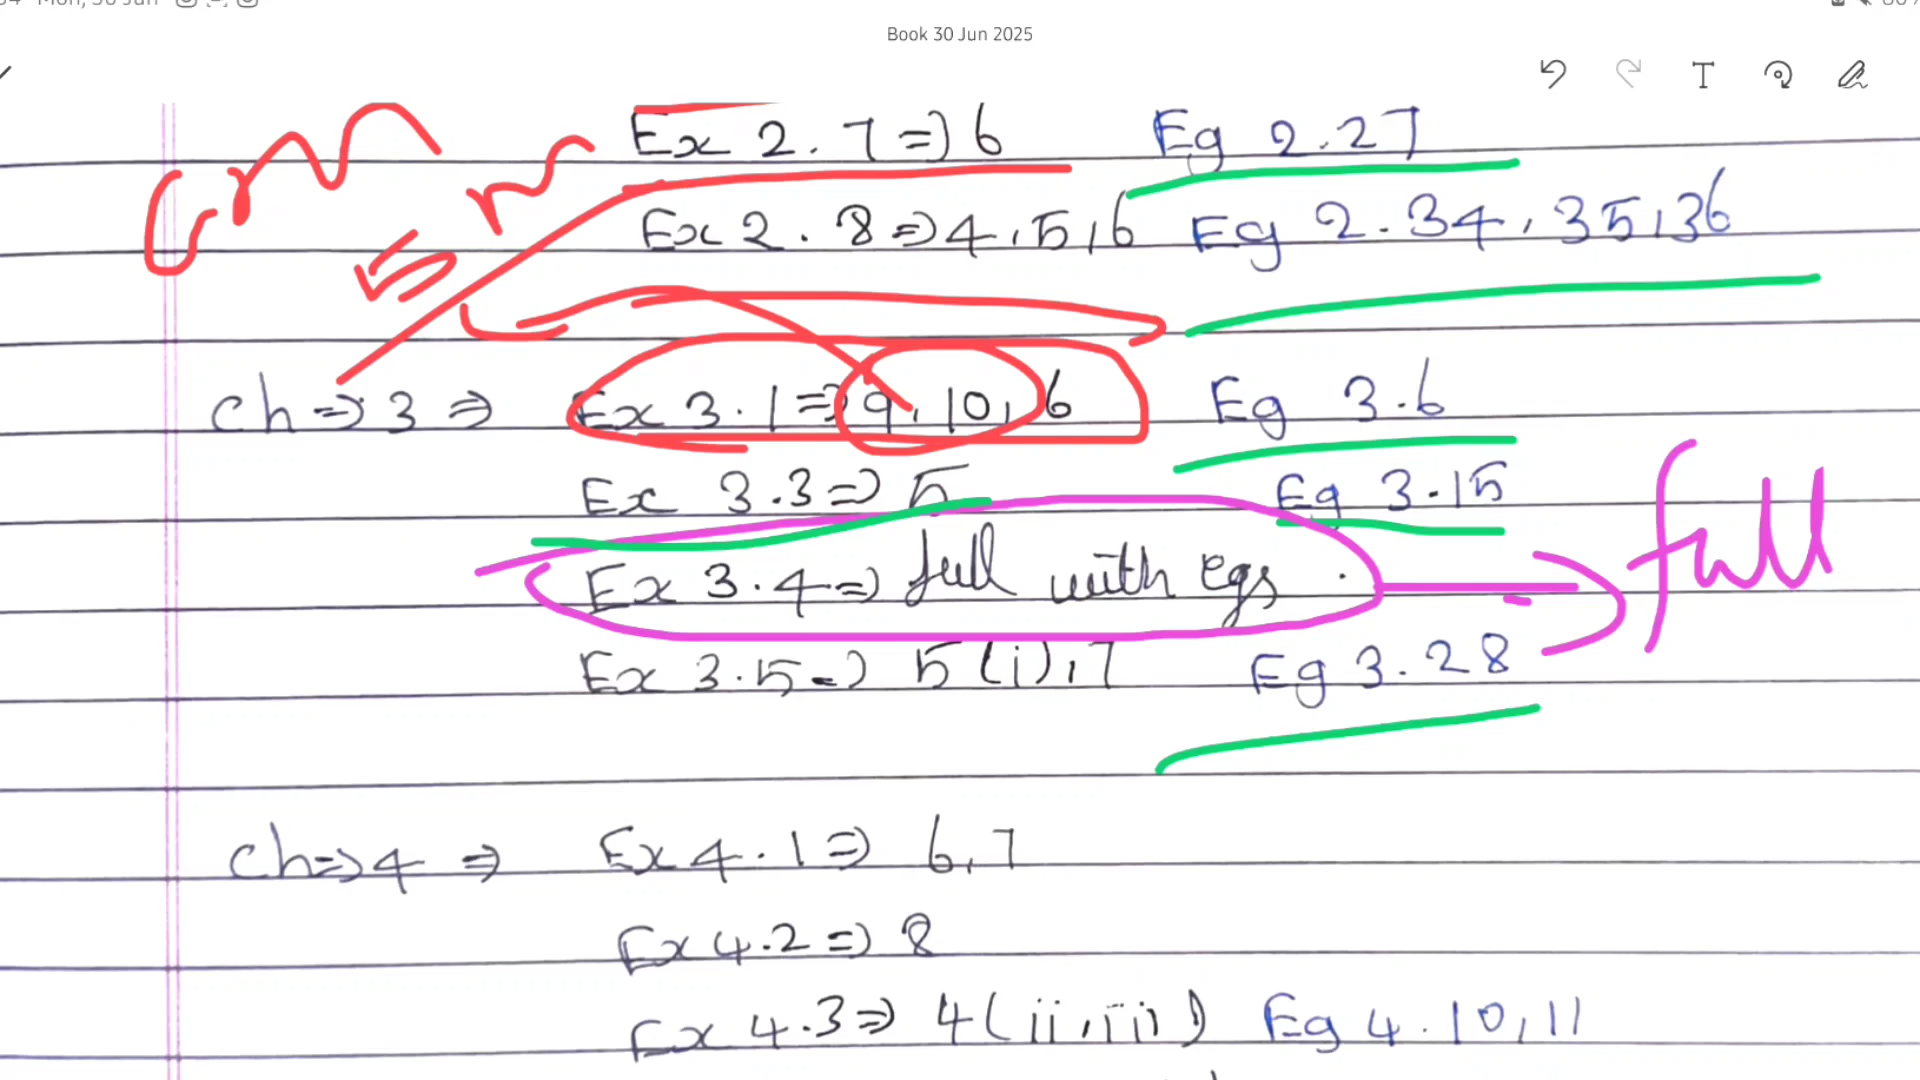 Book 30 Jun 2025
T
Ex 2.7 => 6 Eg 2.27
Ex 2.8 => 4,5,6 Eg 2.34,35,36
5
Ch => 3 => Ex 3.1 => 9,10,6 Eg 3.6
Ex 3.3 => 5 Eg 3.15
Ex 3.4 => full with egs. full
Ex 3.5 => 5(i),7 Eg 3.28
Ch => 4 => Ex 4.1 => 6,7
Ex 4.2 => 8
Ex 4.3 => 4(ii,iii) Eg 4.10,11